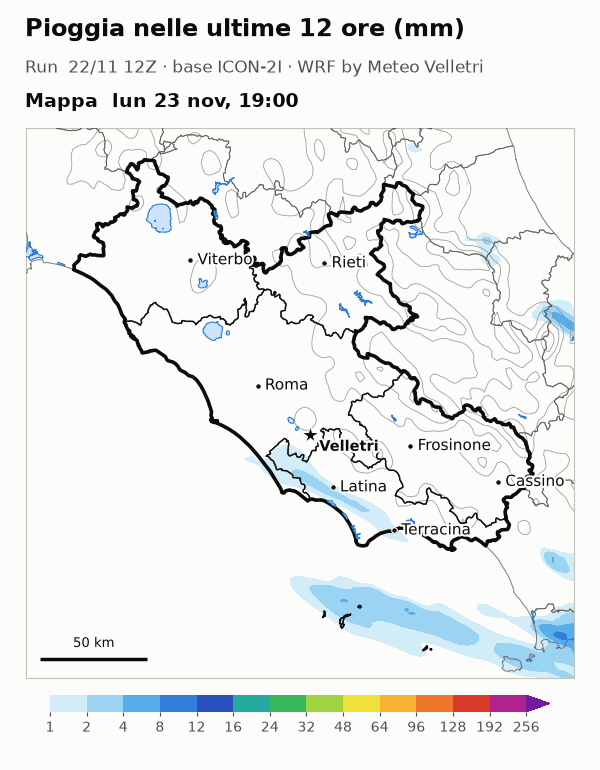 Pioggia nelle ultime 12 ore (mm)
Run  22/11 12Z · base ICON-2I · WRF by Meteo Velletri
Mappa  lun 23 nov, 19:00
Viterbo
Rieti
Roma
Velletri
Frosinone
Latina
Cassino
Terracina
50 km
1 2 4 8 12 16 24 32 48 64 96 128 192 256